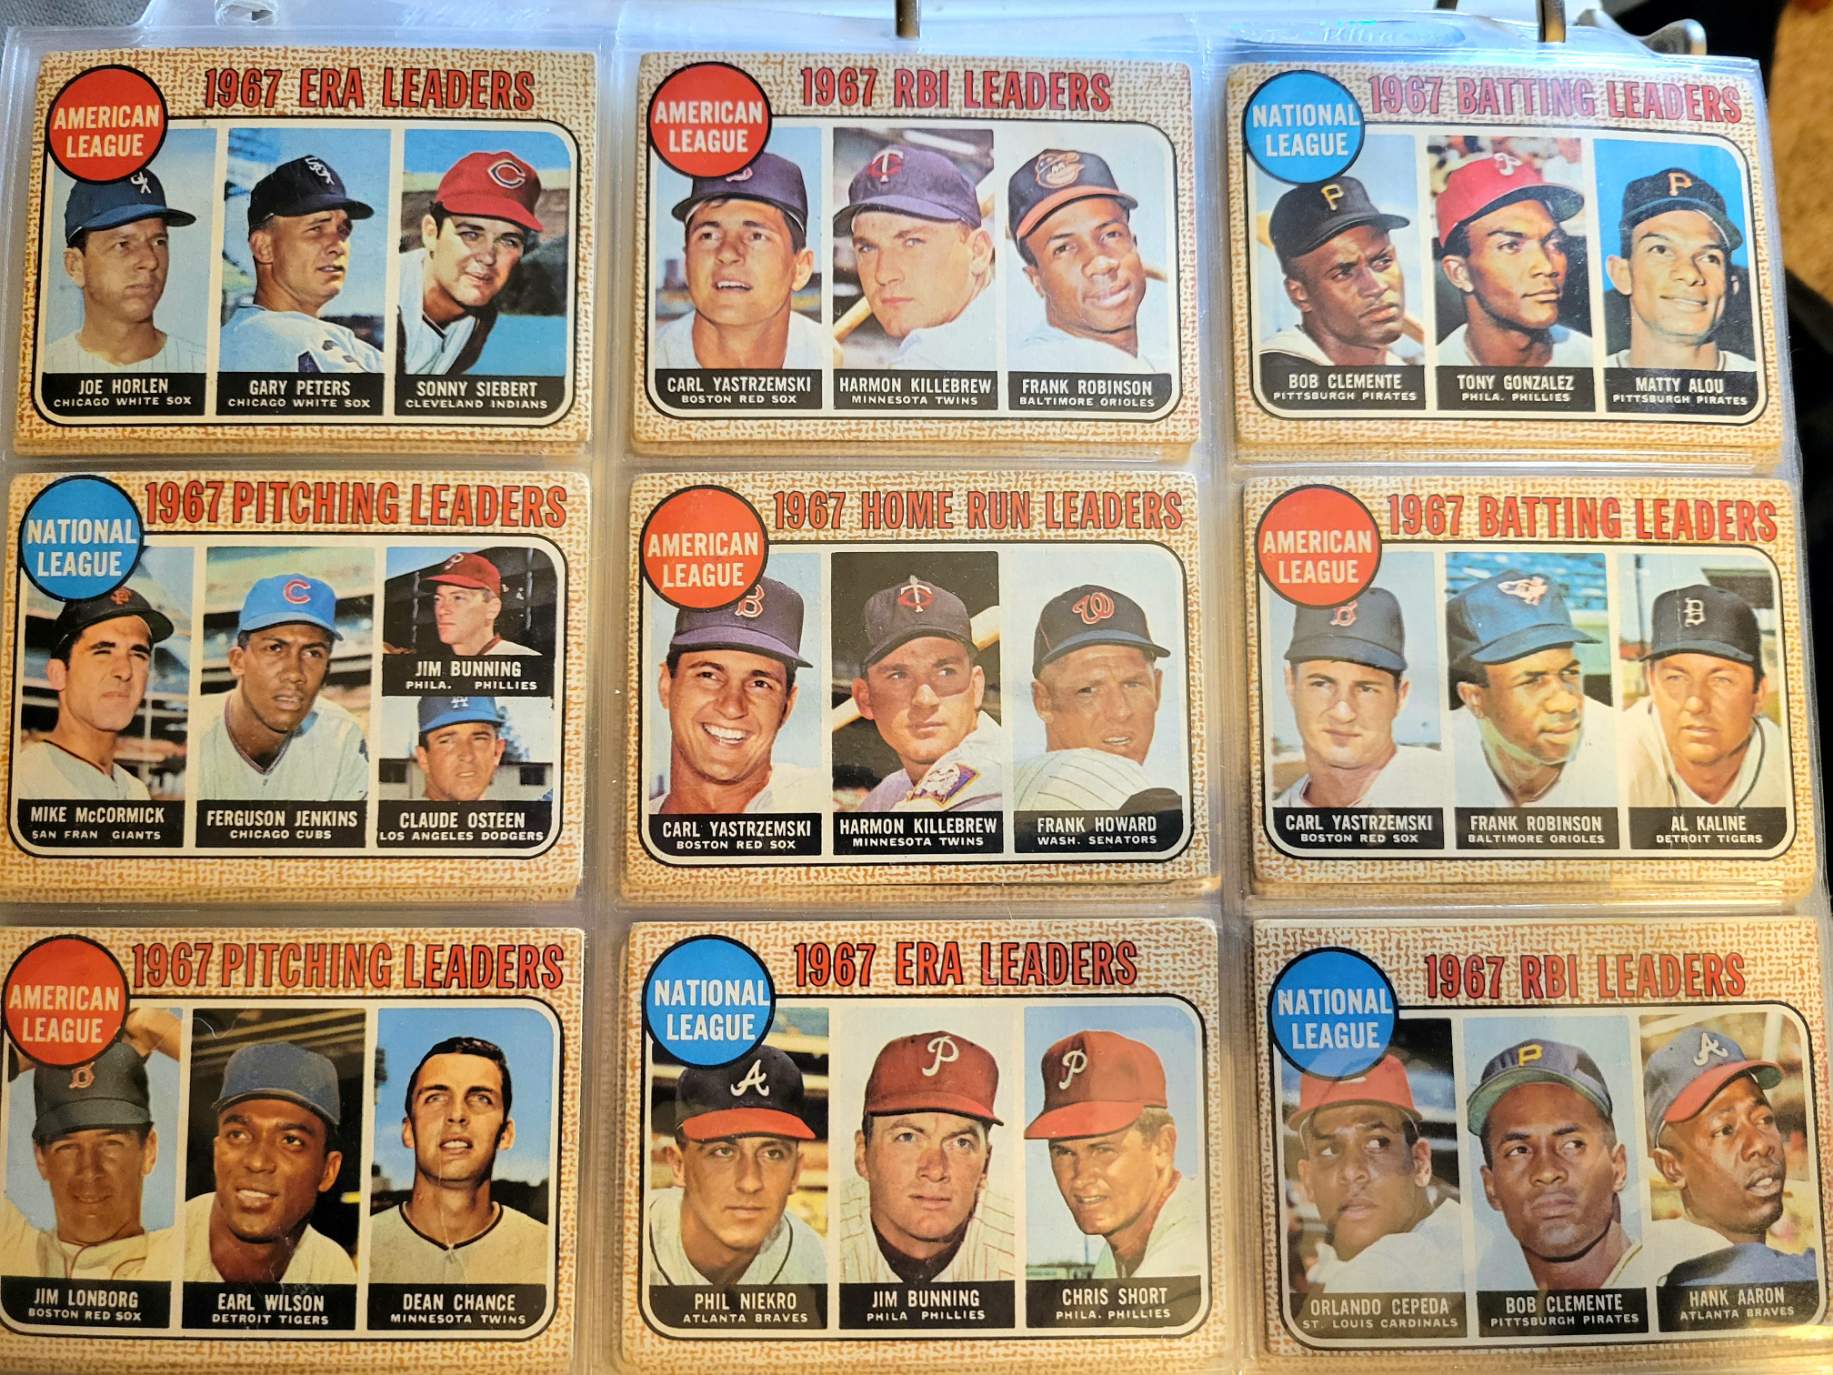 Ultra
AMERICAN
LEAGUE
1967 ERA LEADERS
JOE HORLEN
CHICAGO WHITE SOX
GARY PETERS
CHICAGO WHITE SOX
SONNY SIEBERT
CLEVELAND INDIANS
AMERICAN
LEAGUE
1967 RBI LEADERS
CARL YASTRZEMSKI
BOSTON RED SOX
HARMON KILLEBREW
MINNESOTA TWINS
FRANK ROBINSON
BALTIMORE ORIOLES
NATIONAL
LEAGUE
1967 BATTING LEADERS
BOB CLEMENTE
PITTSBURGH PIRATES
TONY GONZALEZ
PHILA. PHILLIES
MATTY ALOU
PITTSBURGH PIRATES
NATIONAL
LEAGUE
1967 PITCHING LEADERS
MIKE McCORMICK
SAN FRAN GIANTS
FERGUSON JENKINS
CHICAGO CUBS
JIM BUNNING
PHILA. PHILLIES
CLAUDE OSTEEN
LOS ANGELES DODGERS
AMERICAN
LEAGUE
1967 HOME RUN LEADERS
CARL YASTRZEMSKI
BOSTON RED SOX
HARMON KILLEBREW
MINNESOTA TWINS
FRANK HOWARD
WASH. SENATORS
AMERICAN
LEAGUE
1967 BATTING LEADERS
CARL YASTRZEMSKI
BOSTON RED SOX
FRANK ROBINSON
BALTIMORE ORIOLES
AL KALINE
DETROIT TIGERS
AMERICAN
LEAGUE
1967 PITCHING LEADERS
JIM LONBORG
BOSTON RED SOX
EARL WILSON
DETROIT TIGERS
DEAN CHANCE
MINNESOTA TWINS
NATIONAL
LEAGUE
1967 ERA LEADERS
PHIL NIEKRO
ATLANTA BRAVES
JIM BUNNING
PHILA PHILLIES
CHRIS SHORT
PHILA. PHILLIES
NATIONAL
LEAGUE
1967 RBI LEADERS
ORLANDO CEPEDA
ST. LOUIS CARDINALS
BOB CLEMENTE
PITTSBURGH PIRATES
HANK AARON
ATLANTA BRAVES